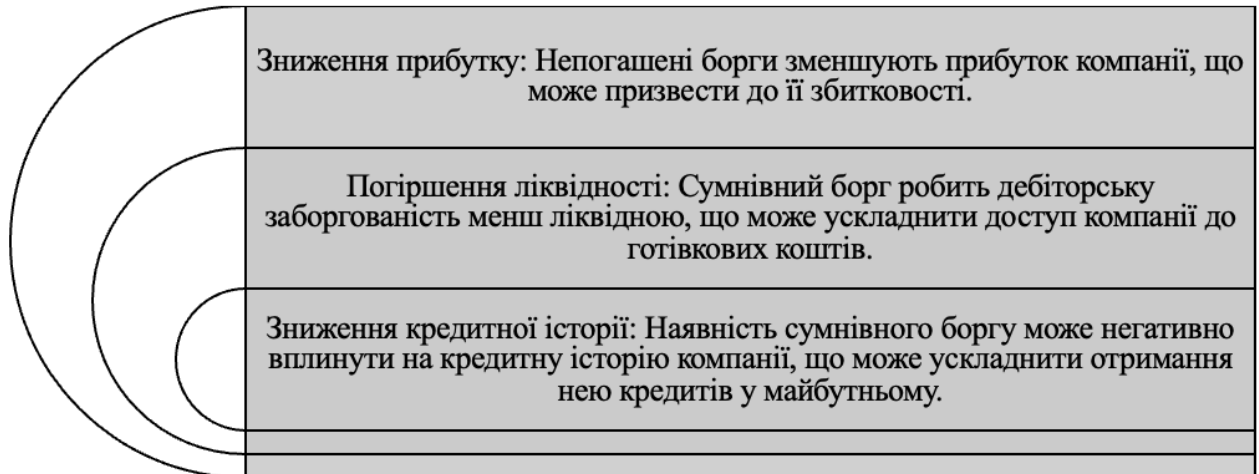 Зниження прибутку: Непогашені борги зменшують прибуток компанії, що
може призвести до її збитковості.
Погіршення ліквідності: Сумнівний борг робить дебіторську
заборгованість менш ліквідною, що може ускладнити доступ компанії до
готівкових коштів.
Зниження кредитної історії: Наявність сумнівного боргу може негативно
вплинути на кредитну історію компанії, що може ускладнити отримання
нею кредитів у майбутньому.